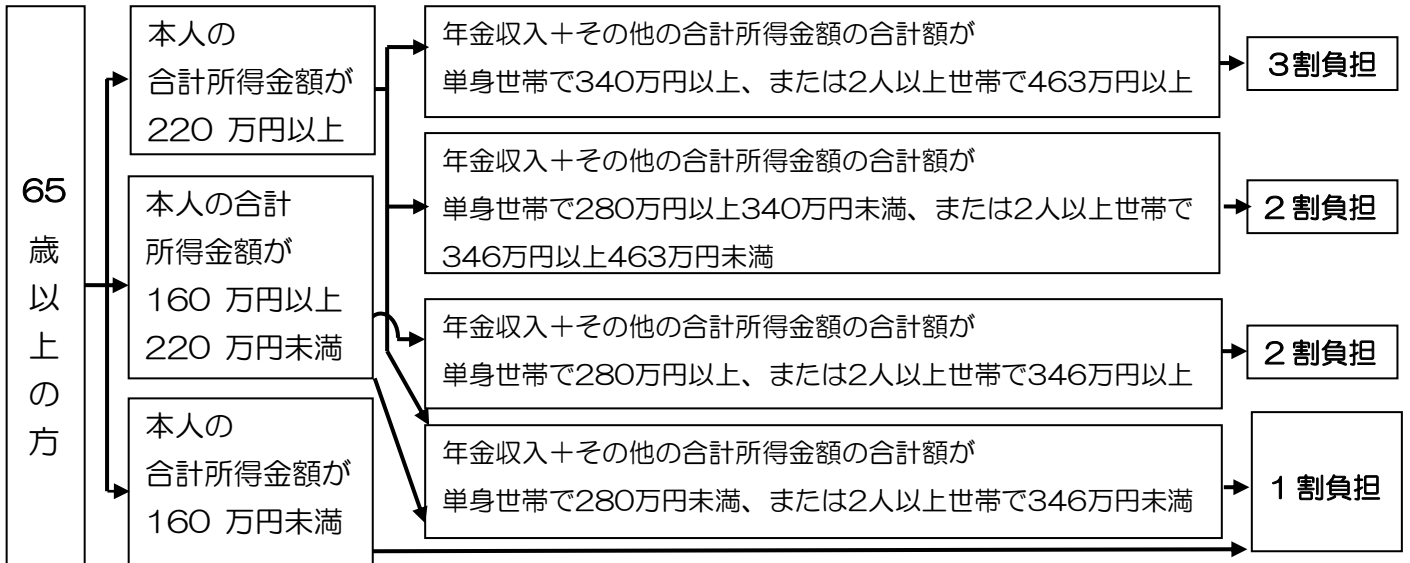 65
歳
以
上
の
方
本人の
合計所得金額が
220 万円以上
本人の合計
所得金額が
160 万円以上
220 万円未満
本人の
合計所得金額が
160 万円未満
年金収入＋その他の合計所得金額の合計額が
単身世帯で340万円以上、または2人以上世帯で463万円以上
3割負担
年金収入＋その他の合計所得金額の合計額が
単身世帯で280万円以上340万円未満、または2人以上世帯で
346万円以上463万円未満
2割負担
年金収入＋その他の合計所得金額の合計額が
単身世帯で280万円以上、または2人以上世帯で346万円以上
2割負担
年金収入＋その他の合計所得金額の合計額が
単身世帯で280万円未満、または2人以上世帯で346万円未満
1割負担